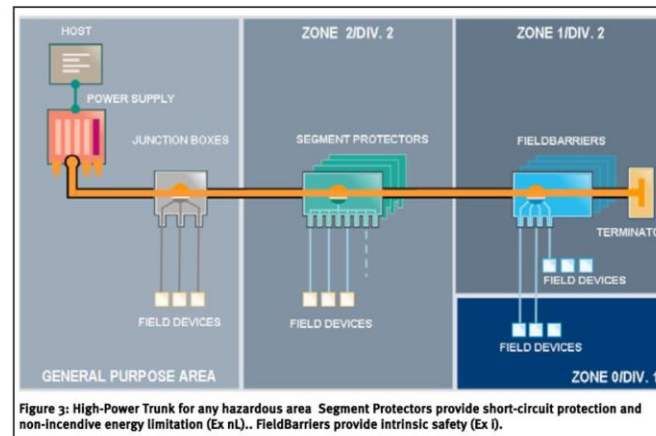 HOST
ZONE 2/DIV. 2
ZONE 1/DIV. 2
POWER SUPPLY
JUNCTION BOXES
SEGMENT PROTECTORS
FIELDBARRIERS
TERMINATO
FIELD DEVICES
FIELD DEVICES
FIELD DEVICES
FIELD DEVICES
GENERAL PURPOSE AREA
ZONE 0/DIV. 1
Figure 3: High-Power Trunk for any hazardous area Segment Protectors provide short-circuit protection and
non-incendive energy limitation (Ex nL).. FieldBarriers provide intrinsic safety (Ex i).